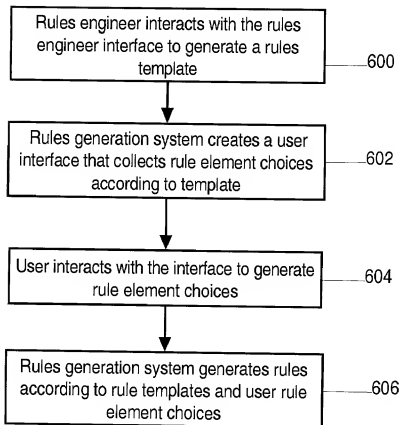 Rules engineer interacts with the rules
engineer interface to generate a rules
template
600
Rules generation system creates a user
interface that collects rule element choices
according to template
602
User interacts with the interface to generate
rule element choices
604
Rules generation system generates rules
according to rule templates and user rule
element choices
606